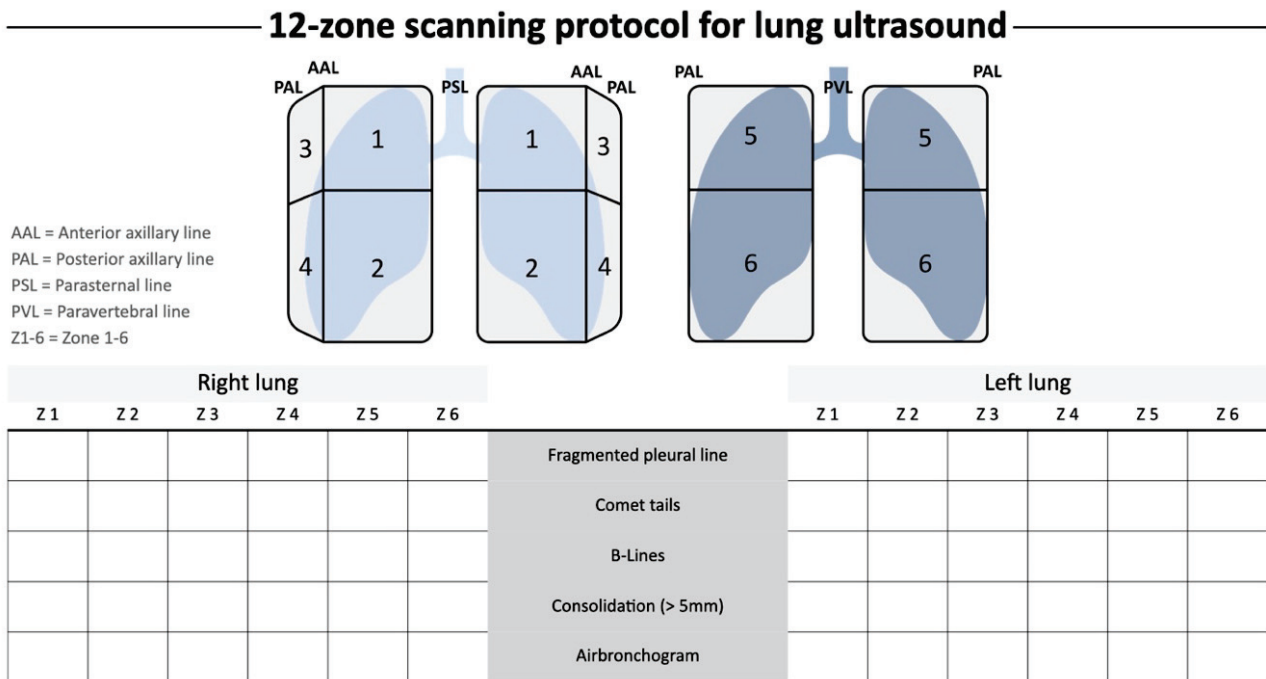 12-zone scanning protocol for lung ultrasound
AAL AAL PAL PAL
PAL PSL PAL PVL
3 1 1 3 5 5
AAL = Anterior axillary line
PAL = Posterior axillary line
4 2 2 4 6 6
PSL = Parasternal line
PVL = Paravertebral line
Z1-6 = Zone 1-6
Right lung Left lung
Z 1 Z 2 Z 3 Z 4 Z 5 Z 6 Z 1 Z 2 Z 3 Z 4 Z 5 Z 6
Fragmented pleural line
Comet tails
B-Lines
Consolidation (> 5mm)
Airbronchogram